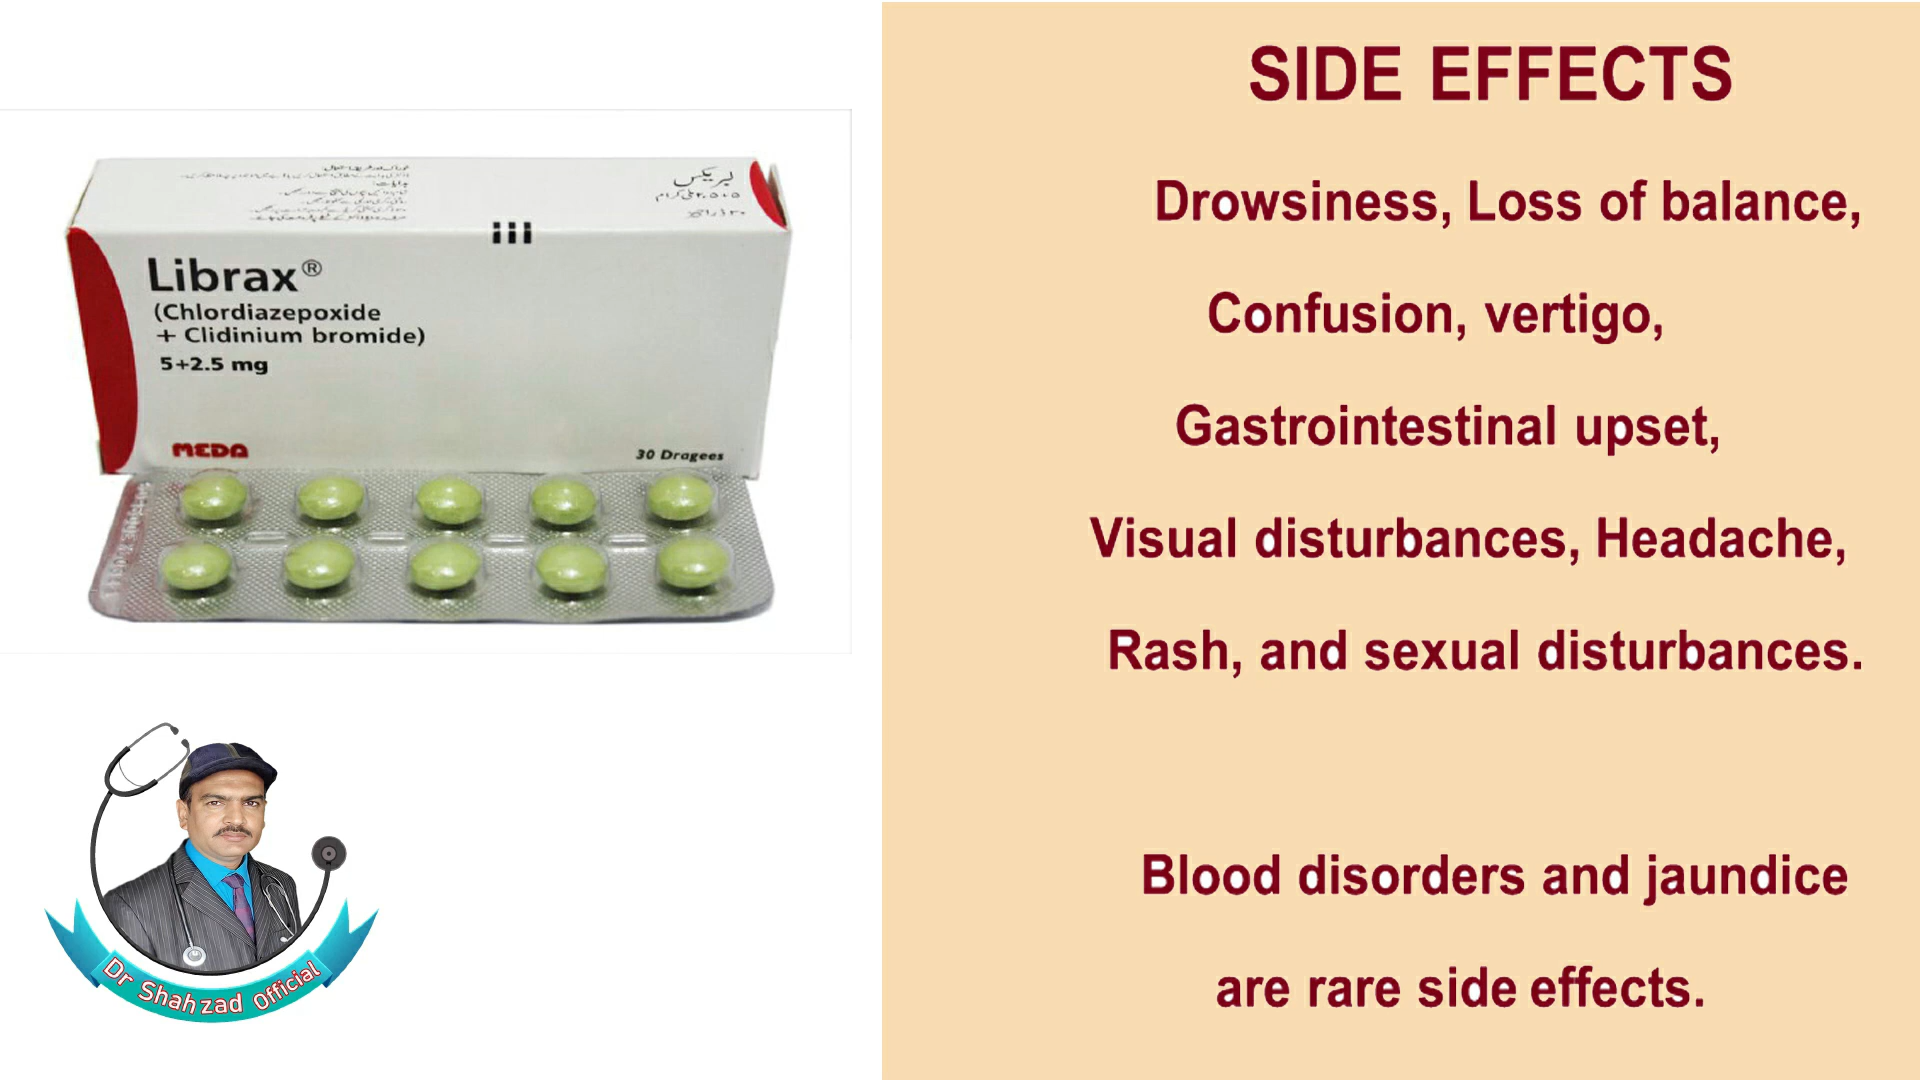 SIDE EFFECTS
Drowsiness, Loss of balance,
Confusion, vertigo,
Gastrointestinal upset,
Visual disturbances, Headache,
Rash, and sexual disturbances.
Blood disorders and jaundice
are rare side effects.
لبریکس
Librax®
(Chlordiazepoxide
+ Clidinium bromide)
5+2.5 mg
MEDA
30 Dragees
Dr Shahzad Official